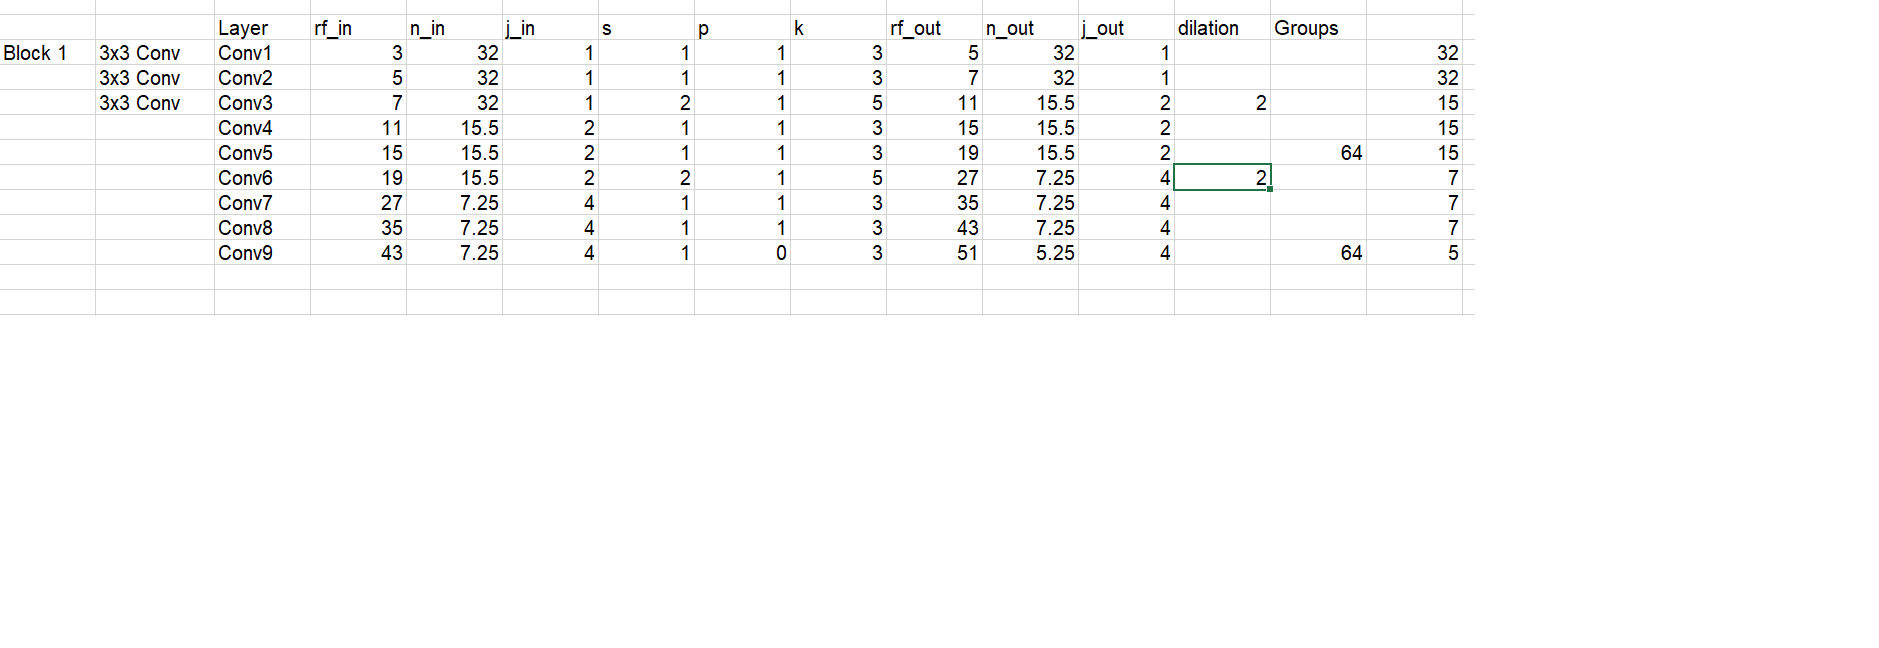 Layer rf_in n_in j_in s p k rf_out n_out j_out dilation Groups
Block 1 3x3 Conv Conv1 3 32 1 1 1 3 5 32 1 32
3x3 Conv Conv2 5 32 1 1 1 3 7 32 1 32
3x3 Conv Conv3 7 32 1 2 1 5 11 15.5 2 2 15
Conv4 11 15.5 2 1 1 3 15 15.5 2 15
Conv5 15 15.5 2 1 1 3 19 15.5 2 64 15
Conv6 19 15.5 2 2 1 5 27 7.25 4 2 7
Conv7 27 7.25 4 1 1 3 35 7.25 4 7
Conv8 35 7.25 4 1 1 3 43 7.25 4 7
Conv9 43 7.25 4 1 0 3 51 5.25 4 64 5